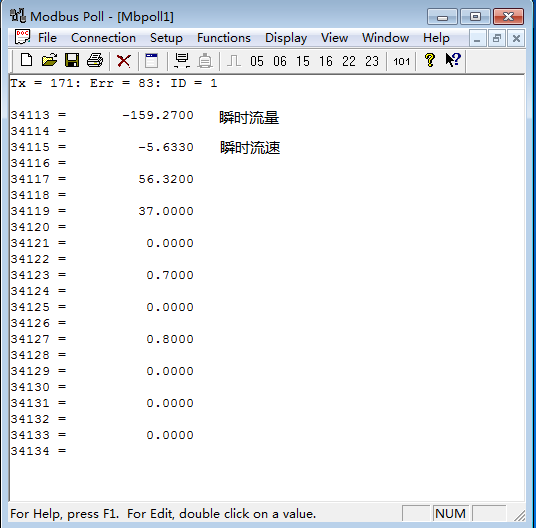 Modbus Poll - [Mbpoll1]
File Connection Setup Functions Display View Window Help
05 06 15 16 22 23 101
Tx = 171: Err = 83: ID = 1
34113 = -159.2700 瞬时流量
34114 =
34115 = -5.6330 瞬时流速
34116 =
34117 = 56.3200
34118 =
34119 = 37.0000
34120 =
34121 = 0.0000
34122 =
34123 = 0.7000
34124 =
34125 = 0.0000
34126 =
34127 = 0.8000
34128 =
34129 = 0.0000
34130 =
34131 = 0.0000
34132 =
34133 = 0.0000
34134 =
For Help, press F1. For Edit, double click on a value. NUM